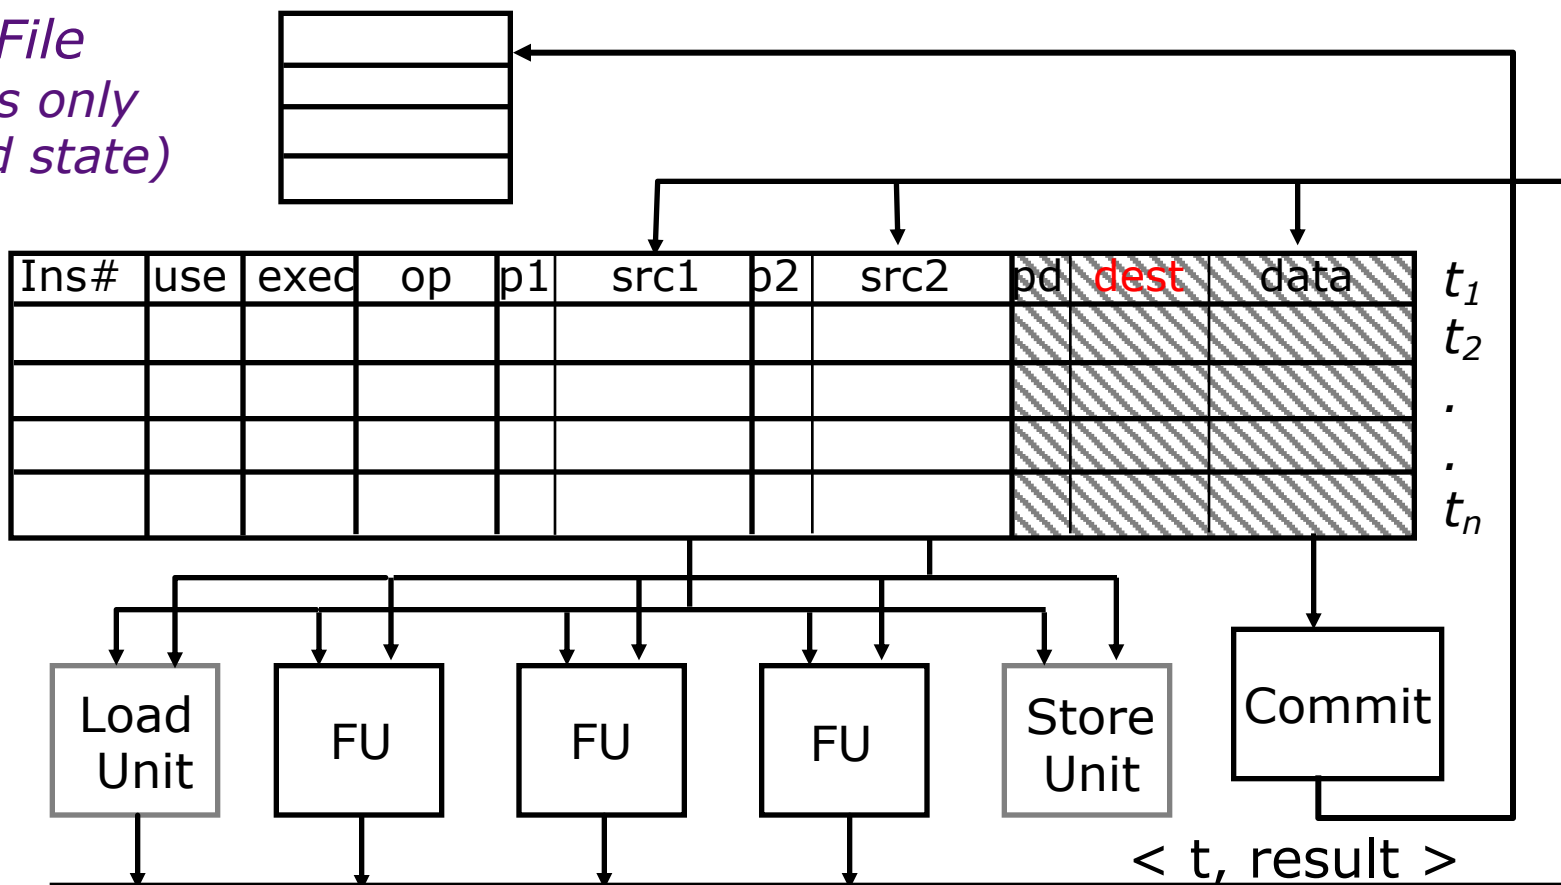 File
s only
d state)
Ins# use exec op p1 src1 p2 src2 pd dest data t1
t2
.
.
tn
Load Unit
FU
FU
FU
Store Unit
Commit
< t, result >